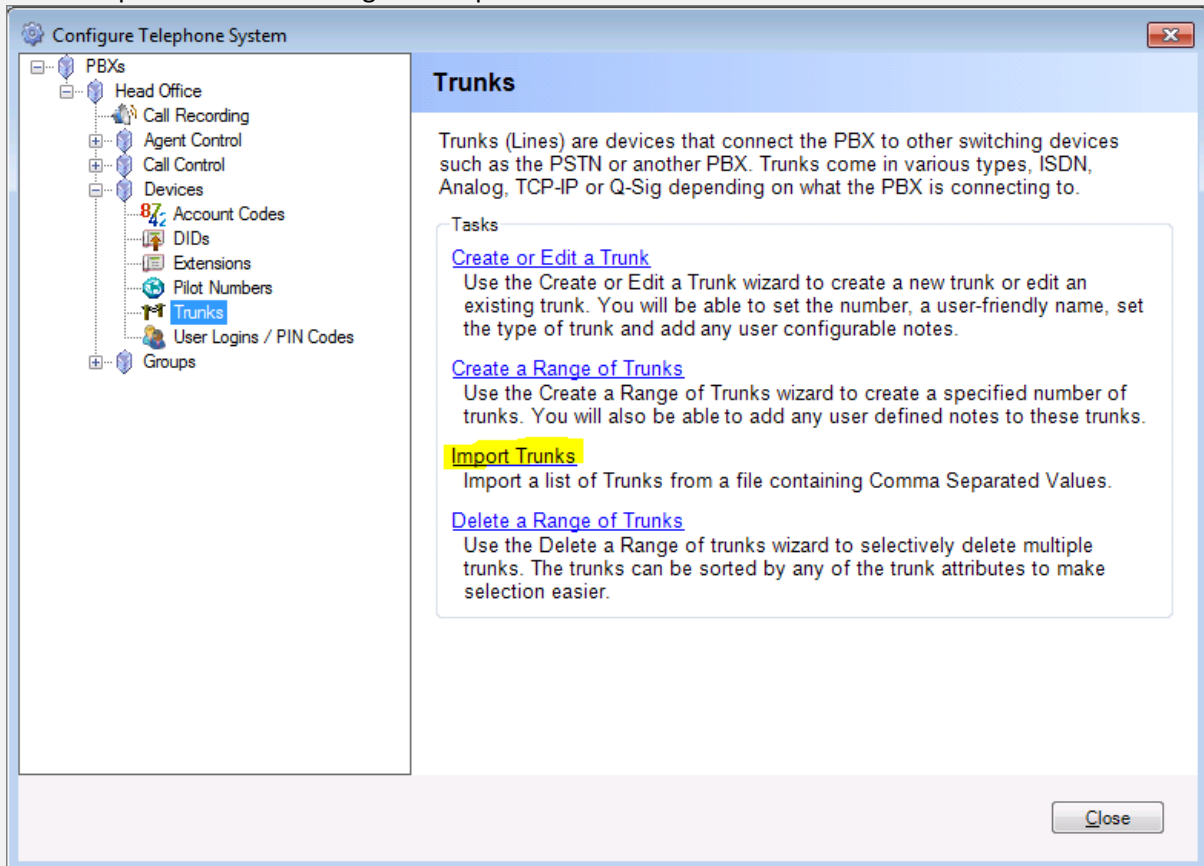 Configure Telephone System
PBXs
Head Office
Call Recording
Agent Control
Call Control
Devices
Account Codes
DIDs
Extensions
Pilot Numbers
Trunks
User Logins / PIN Codes
Groups
Trunks
Trunks (Lines) are devices that connect the PBX to other switching devices
such as the PSTN or another PBX. Trunks come in various types, ISDN,
Analog, TCP-IP or Q-Sig depending on what the PBX is connecting to.
Tasks
Create or Edit a Trunk
Use the Create or Edit a Trunk wizard to create a new trunk or edit an
existing trunk. You will be able to set the number, a user-friendly name, set
the type of trunk and add any user configurable notes.
Create a Range of Trunks
Use the Create a Range of Trunks wizard to create a specified number of
trunks. You will also be able to add any user defined notes to these trunks.
Import Trunks
Import a list of Trunks from a file containing Comma Separated Values.
Delete a Range of Trunks
Use the Delete a Range of trunks wizard to selectively delete multiple
trunks. The trunks can be sorted by any of the trunk attributes to make
selection easier.
Close